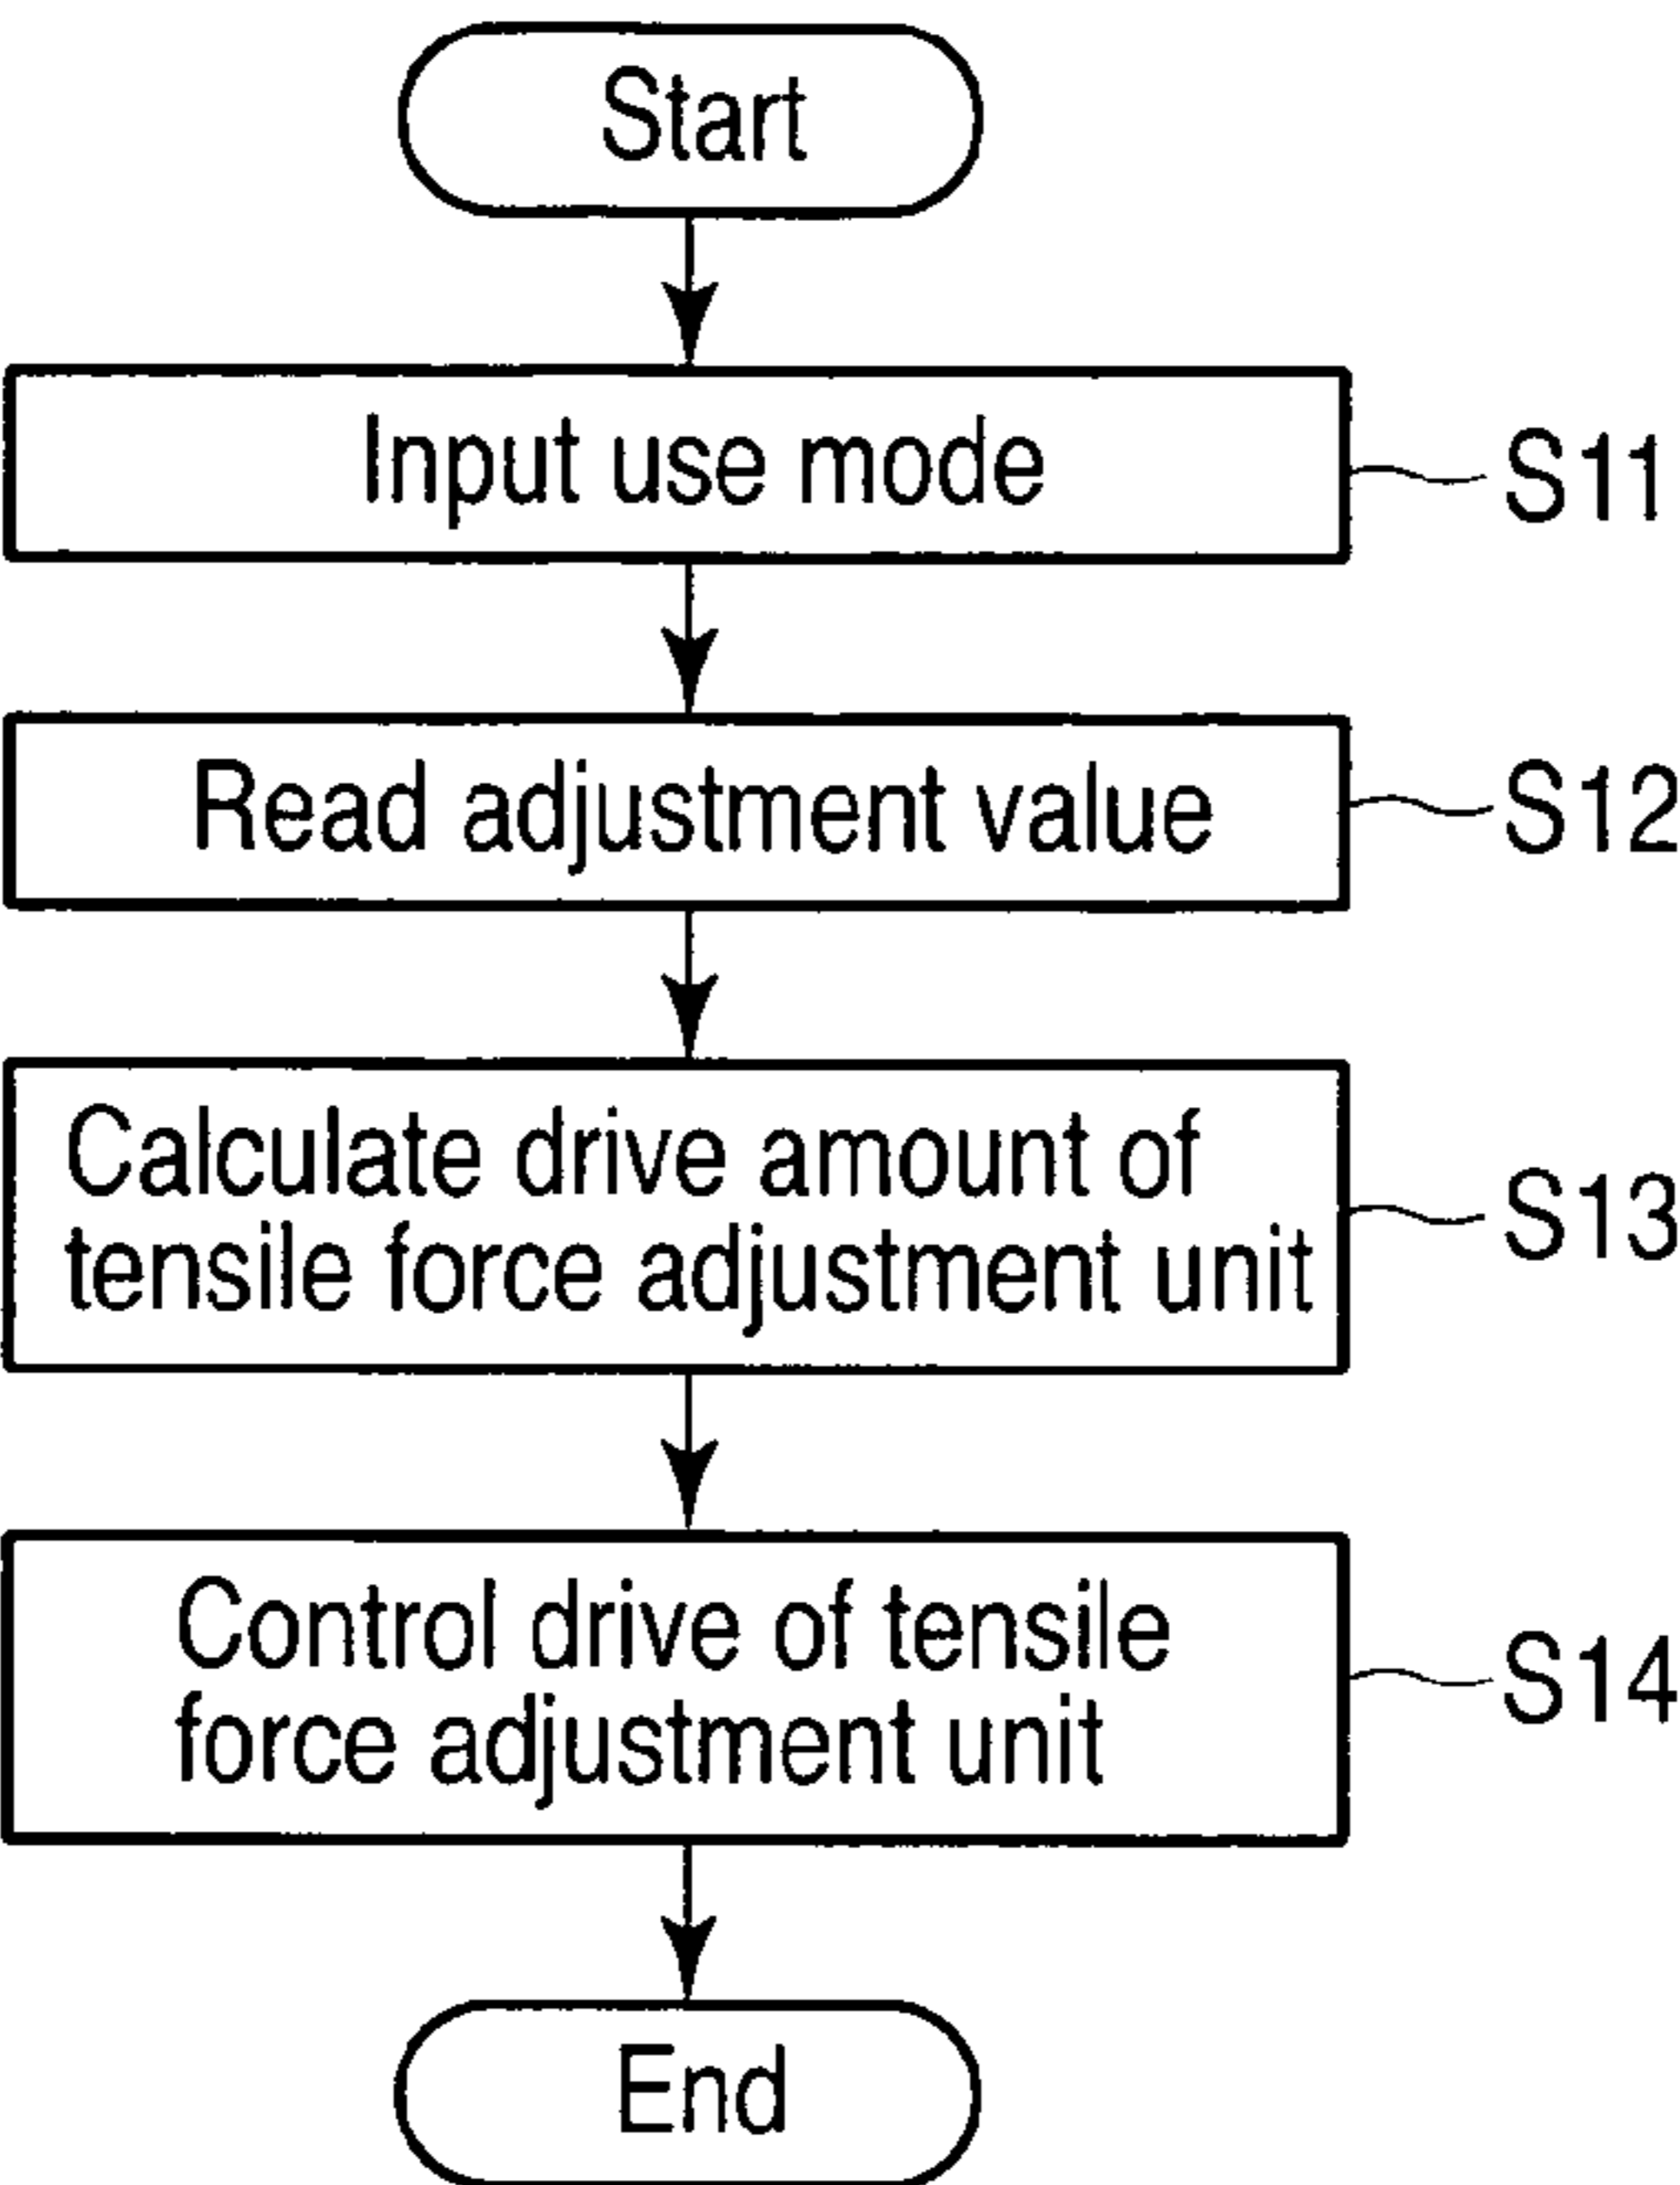 Start
Input use mode
S11
Read adjustment value
S12
Calculate drive amount of
tensile force adjustment unit
S13
Control drive of tensile
force adjustment unit
S14
End